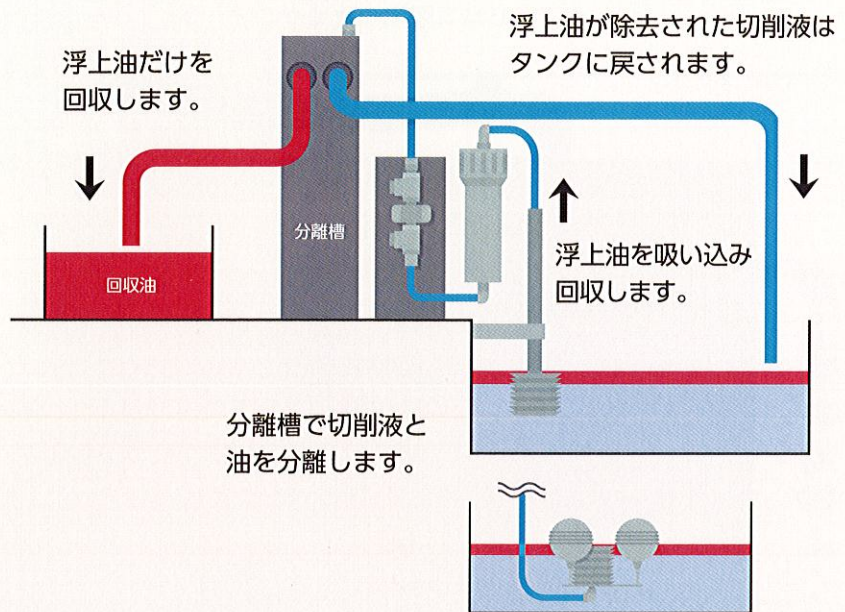 浮上油だけを
回収します。
浮上油が除去された切削液は
タンクに戻されます。
分離槽
回収油
浮上油を吸い込み
回収します。
分離槽で切削液と
油を分離します。